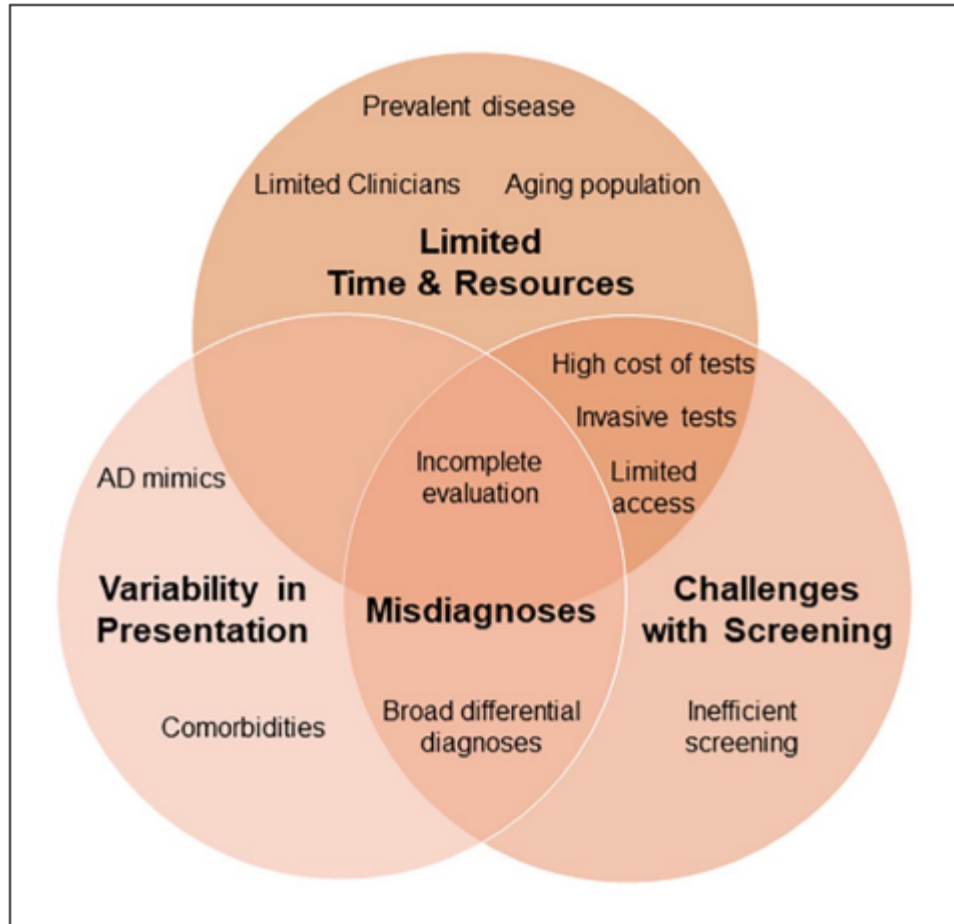 Prevalent disease
Limited Clinicians
Aging population
Limited
Time & Resources
High cost of tests
Invasive tests
Limited
access
Incomplete
evaluation
AD mimics
Variability in
Presentation
Misdiagnoses
Challenges
with Screening
Comorbidities
Broad differential
diagnoses
Inefficient
screening